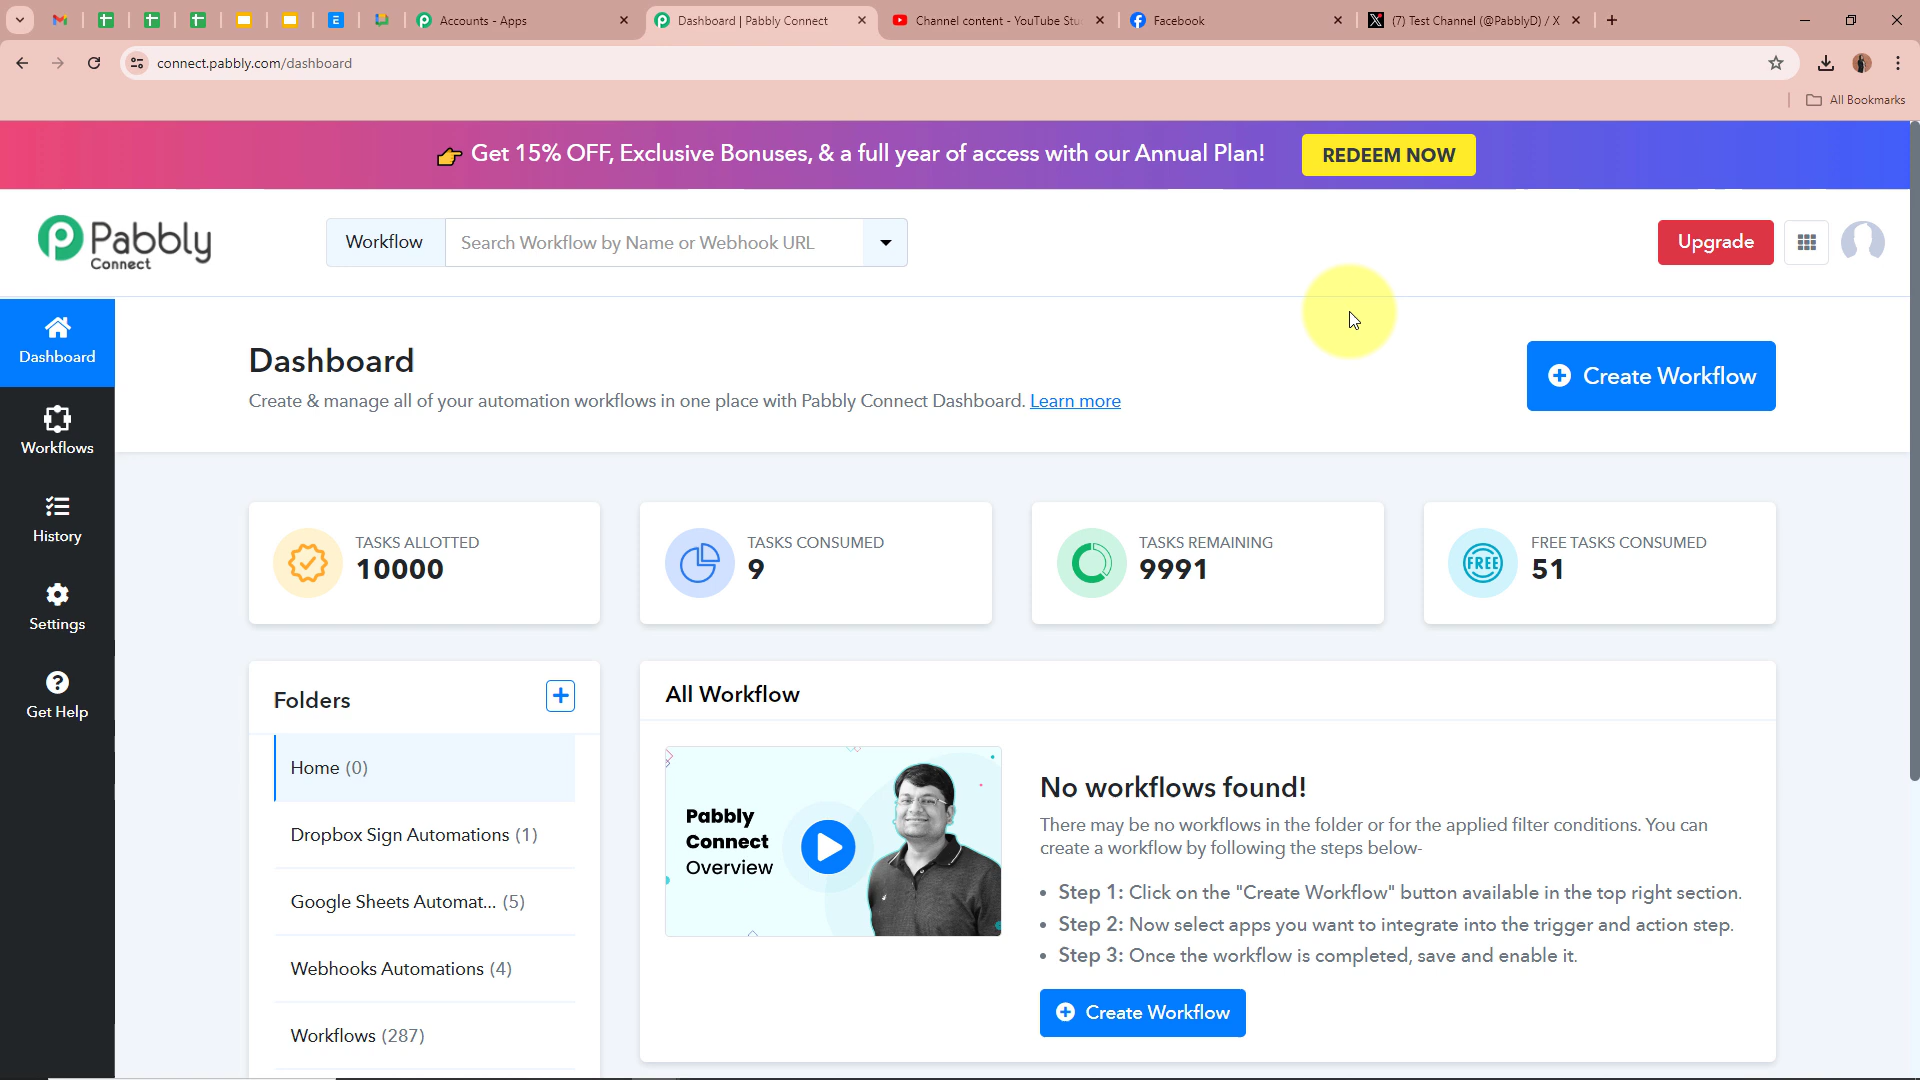 Accounts - Apps
Dashboard | Pabbly Connect
Channel content - YouTube Stu
Facebook
(7) Test Channel (@PabblyD) / X
connect.pabbly.com/dashboard
All Bookmarks
Get 15% OFF, Exclusive Bonuses, & a full year of access with our Annual Plan!
REDEEM NOW
Pabbly
Connect
Workflow
Search Workflow by Name or Webhook URL
Upgrade
Dashboard
Workflows
History
Settings
Get Help
Dashboard
Create & manage all of your automation workflows in one place with Pabbly Connect Dashboard. Learn more
Create Workflow
TASKS ALLOTTED
10000
TASKS CONSUMED
9
TASKS REMAINING
9991
FREE
FREE TASKS CONSUMED
51
Folders
Home (0)
Dropbox Sign Automations (1)
Google Sheets Automat... (5)
Webhooks Automations (4)
Workflows (287)
All Workflow
Pabbly
Connect
Overview
No workflows found!
There may be no workflows in the folder or for the applied filter conditions. You can
create a workflow by following the steps below-
Step 1: Click on the "Create Workflow" button available in the top right section.
Step 2: Now select apps you want to integrate into the trigger and action step.
Step 3: Once the workflow is completed, save and enable it.
Create Workflow